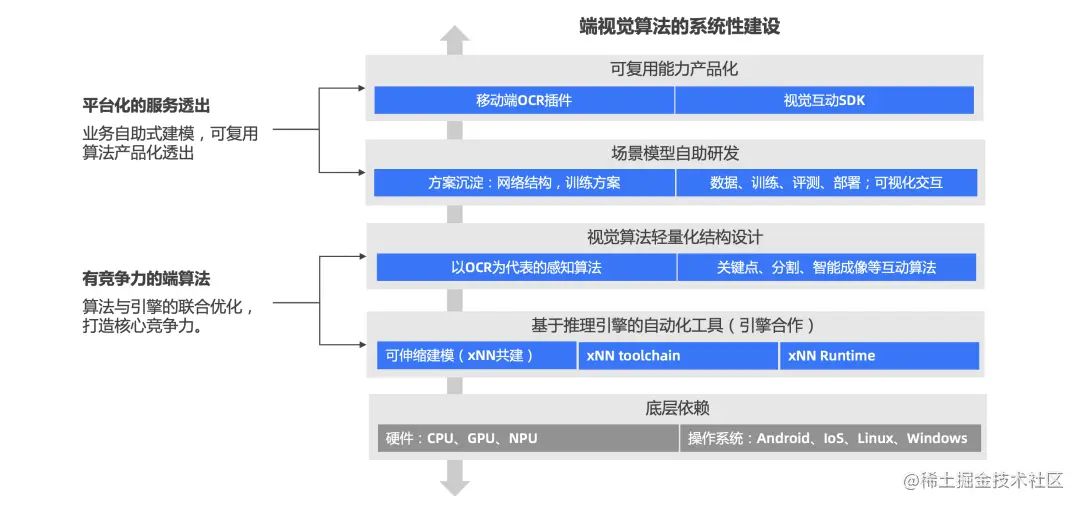 端视觉算法的系统性建设
可复用能力产品化
移动端OCR插件
视觉互动SDK
平台化的服务透出
业务自助式建模，可复用
算法产品化透出
场景模型自助研发
方案沉淀：网络结构，训练方案
数据、训练、评测、部署；可视化交互
视觉算法轻量化结构设计
以OCR为代表的感知算法
关键点、分割、智能成像等互动算法
有竞争力的端算法
算法与引擎的联合优化，
打造核心竞争力。
基于推理引擎的自动化工具（引擎合作）
可伸缩建模（xNN共建）
xNN toolchain
xNN Runtime
底层依赖
硬件：CPU、GPU、NPU
操作系统：Android、IoS、Linux、Windows
@稀土掘金技术社区